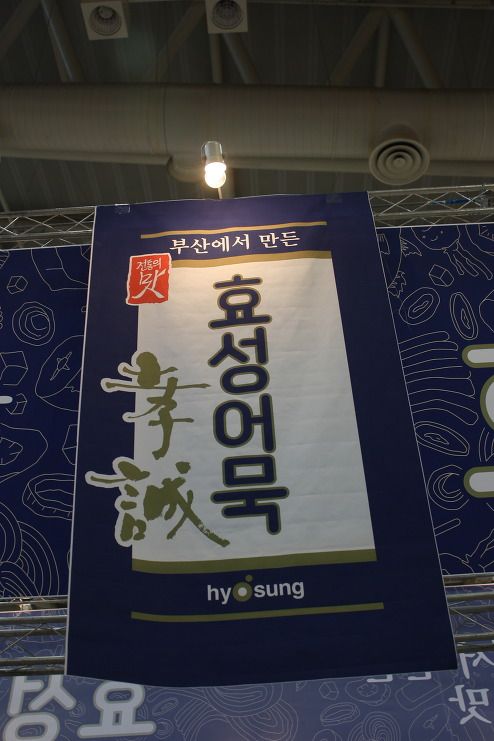 부산에서 만든
전통의
맛
효성어묵
孝誠
hyosung